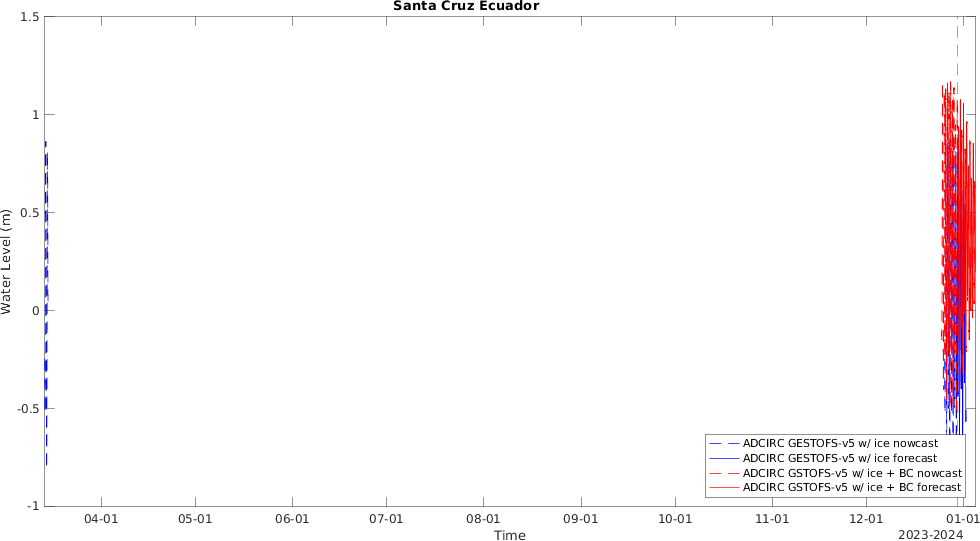 Santa Cruz Ecuador
1.5
1
0.5
0
-0.5
-1
Water Level (m)
ADCIRC GESTOFS-v5 w/ ice nowcast
ADCIRC GESTOFS-v5 w/ ice forecast
ADCIRC GSTOFS-v5 w/ ice + BC nowcast
ADCIRC GSTOFS-v5 w/ ice + BC forecast
04-01 05-01 06-01 07-01 08-01 09-01 10-01 11-01 12-01 01-01
Time
2023-2024